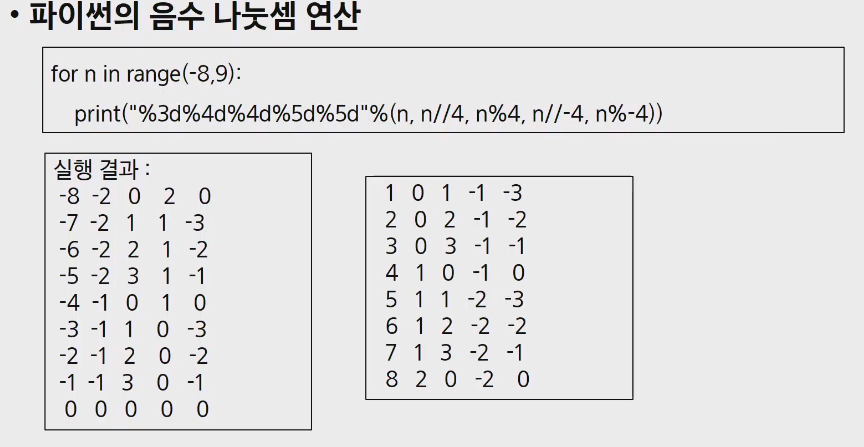 • 파이썬의 음수 나눗셈 연산
for n in range(-8,9):
print("%3d%4d%4d%5d%5d"%(n, n//4, n%4, n//-4, n%-4))
실행 결과 :
-8 -2 0 2 0
-7 -2 1 1 -3
-6 -2 2 1 -2
-5 -2 3 1 -1
-4 -1 0 1 0
-3 -1 1 0 -3
-2 -1 2 0 -2
-1 -1 3 0 -1
0 0 0 0 0
1 0 1 -1 -3
2 0 2 -1 -2
3 0 3 -1 -1
4 1 0 -1 0
5 1 1 -2 -3
6 1 2 -2 -2
7 1 3 -2 -1
8 2 0 -2 0